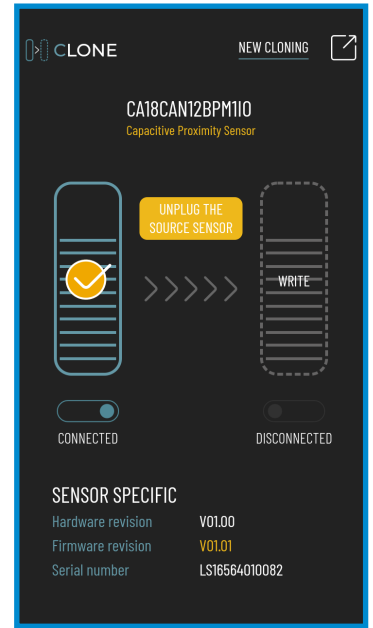 CLONE
NEW CLONING
CA18CAN12BPM1IO
Capacitive Proximity Sensor
UNPLUG THE
SOURCE SENSOR
WRITE
CONNECTED
DISCONNECTED
SENSOR SPECIFIC
Hardware revision V01.00
Firmware revision V01.01
Serial number LS16564010082